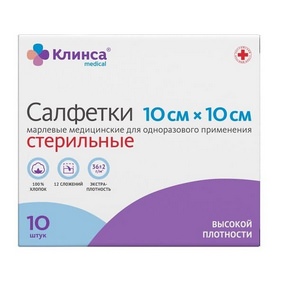 Клинса
medical
Салфетки 10 см × 10 см
марлевые медицинские для одноразового применения
стерильные
36±2
г/м²
100%
ХЛОПОК
12 СЛОЖЕНИЙ
ЭКСТРА-
ПЛОТНОСТЬ
10
штук
ВЫСОКОЙ
ПЛОТНОСТИ